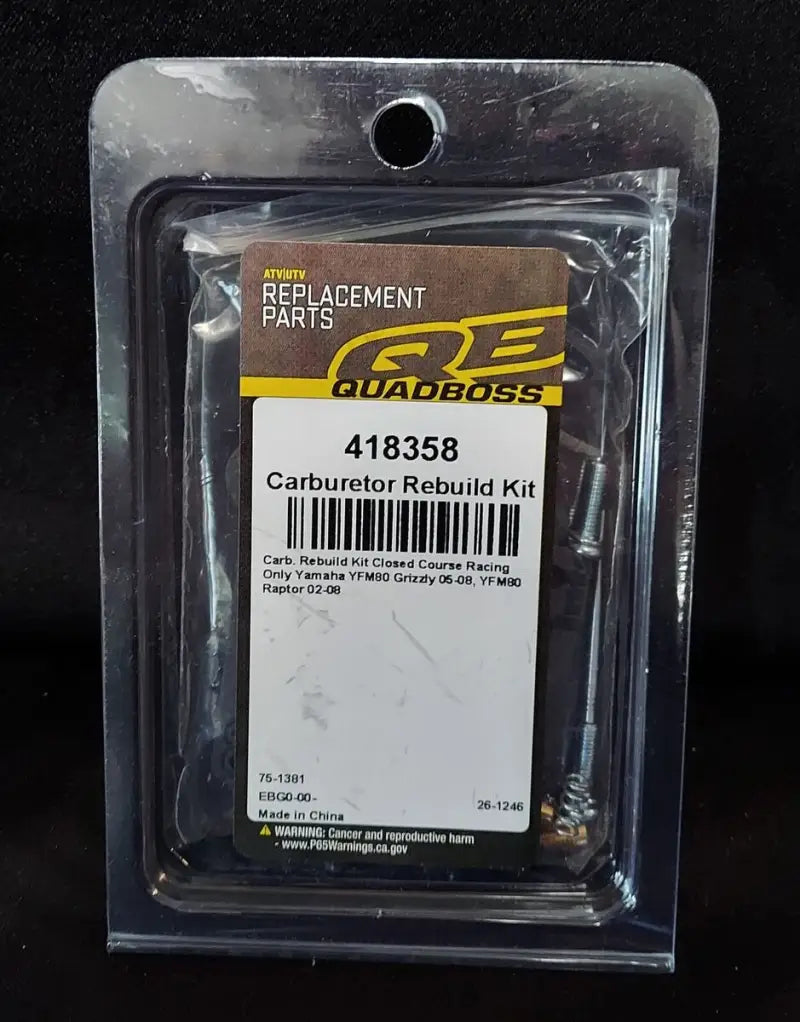 ATV|UTV
REPLACEMENT
PARTS
QB
QUADBOSS
418358
Carburetor Rebuild Kit
Carb. Rebuild Kit Closed Course Racing
Only Yamaha YFM80 Grizzly 05-08, YFM80
Raptor 02-08
75-1381
EBG0-00-
26-1246
Made in China
WARNING: Cancer and reproductive harm
- www.P65Warnings.ca.gov